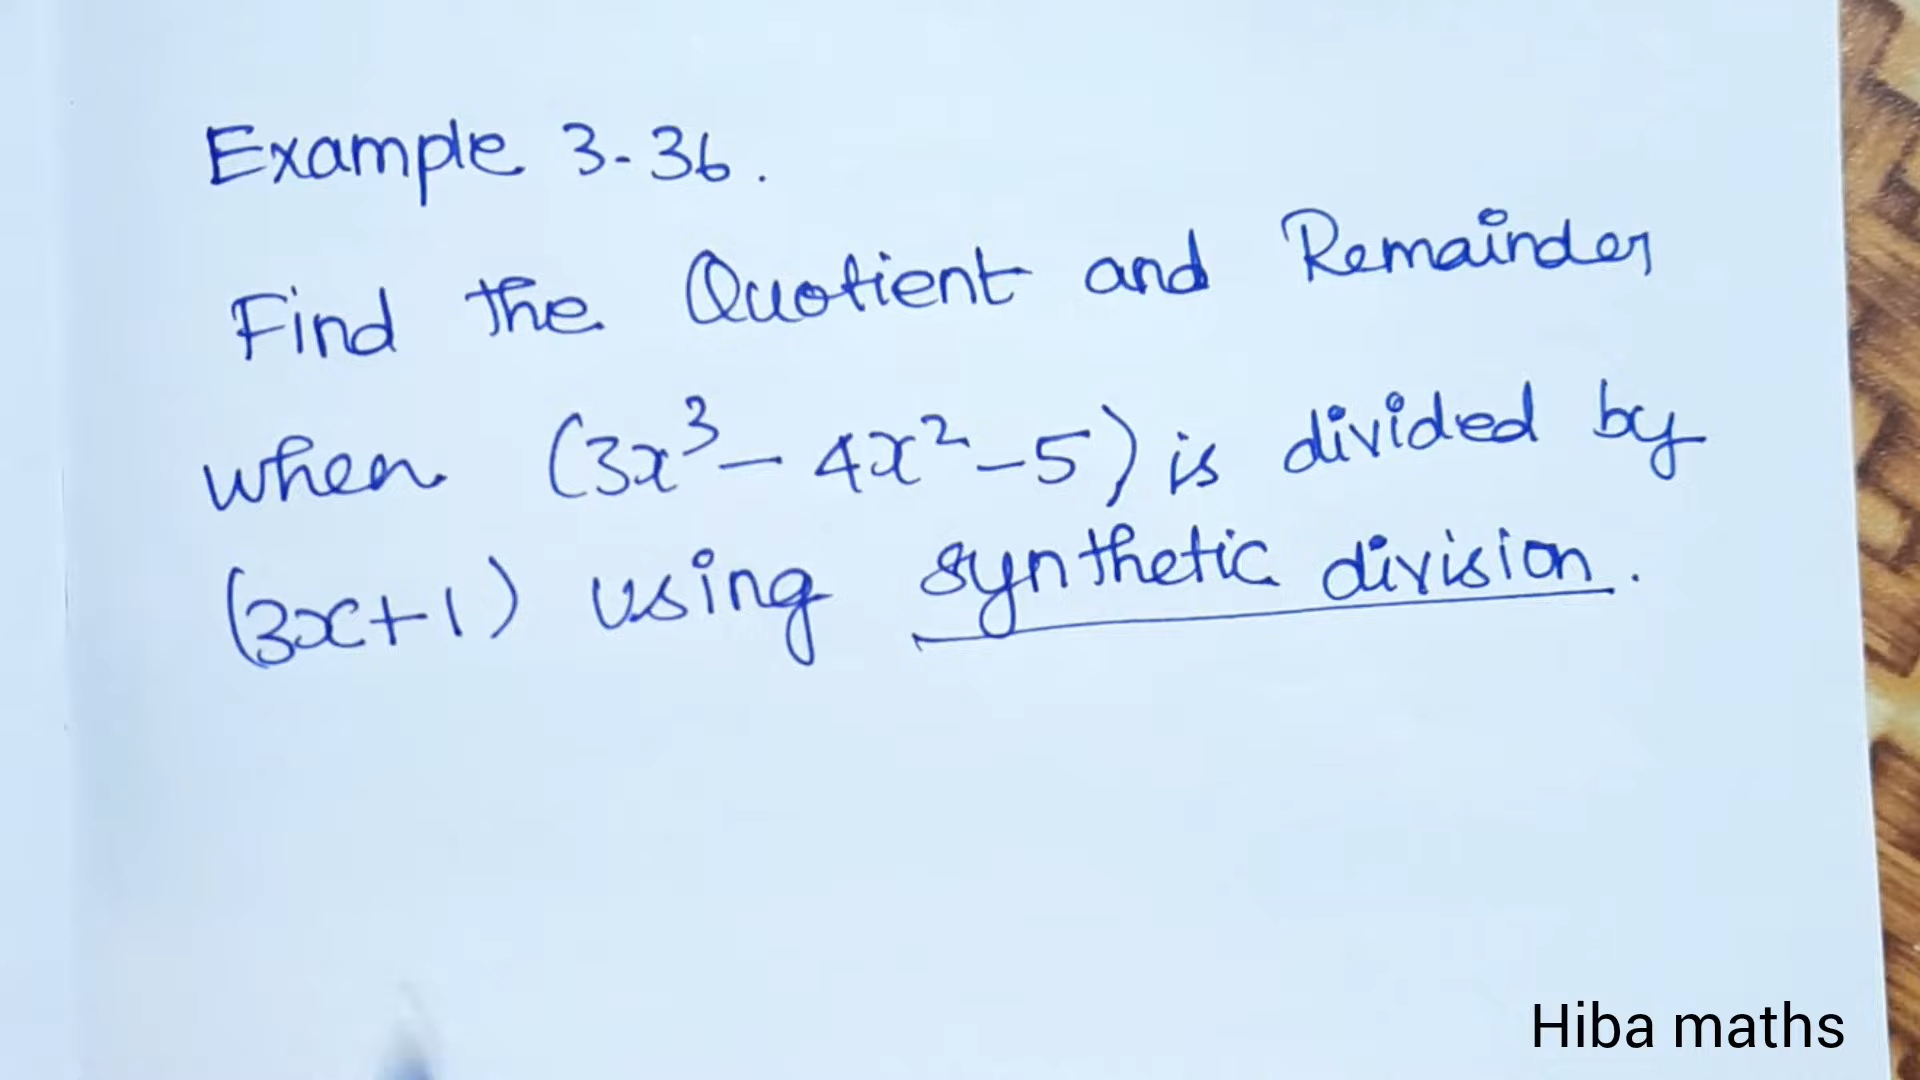 Example 3-36.
Find the Quotient and Remainder
when (3x³ - 4x² - 5) is divided by
(3x+1) using synthetic division.
Hiba maths